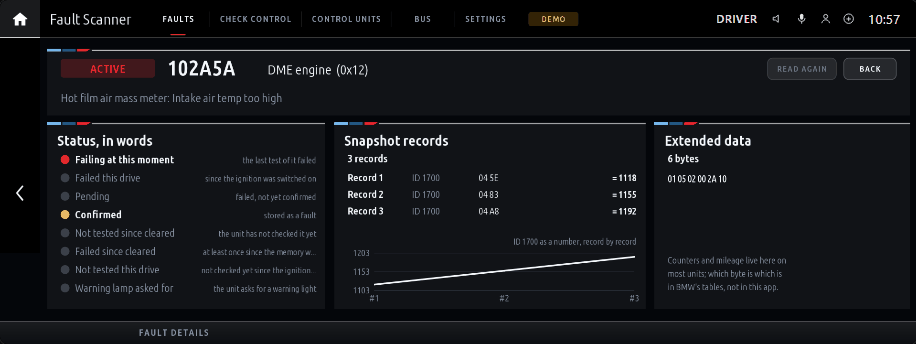 Fault Scanner
FAULTS
CHECK CONTROL
CONTROL UNITS
BUS
SETTINGS
DEMO
DRIVER
10:57
ACTIVE
102A5A
DME engine (0x12)
READ AGAIN
BACK
Hot film air mass meter: Intake air temp too high
Status, in words
Failing at this moment the last test of it failed
Failed this drive since the ignition was switched on
Pending failed, not yet confirmed
Confirmed stored as a fault
Not tested since cleared the unit has not checked it yet
Failed since cleared at least once since the memory w...
Not tested this drive not checked yet since the ignition...
Warning lamp asked for the unit asks for a warning light
Snapshot records
3 records
Record 1 ID 1700 04 5E = 1118
Record 2 ID 1700 04 83 = 1155
Record 3 ID 1700 04 A8 = 1192
ID 1700 as a number, record by record
1203
1153
1103
#1 #2 #3
Extended data
6 bytes
01 05 02 00 2A 10
Counters and mileage live here on
most units; which byte is which is
in BMW's tables, not in this app.
FAULT DETAILS